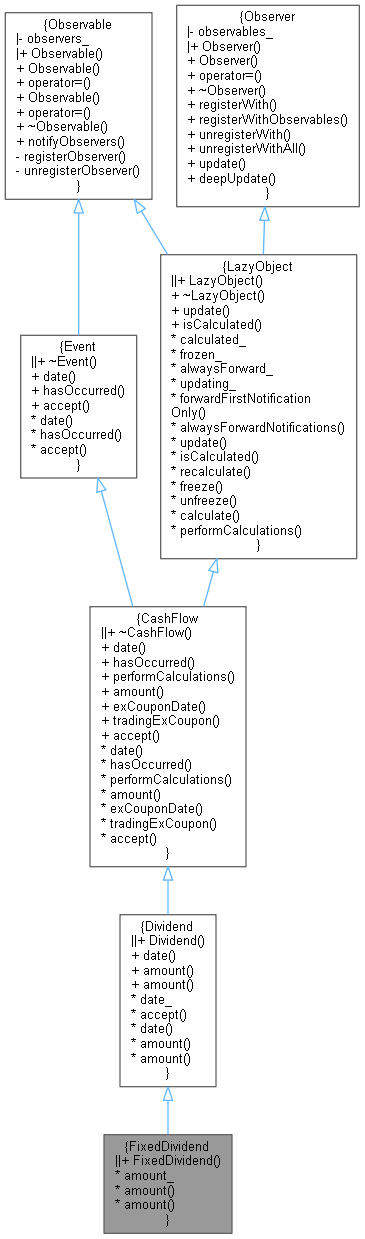 {Observable
|- observers_
|+ Observable()
+ Observable()
+ operator=()
+ Observable()
+ operator=()
+ ~Observable()
+ notifyObservers()
- registerObserver()
- unregisterObserver()
}
{Observer
|- observables_
|+ Observer()
+ Observer()
+ operator=()
+ ~Observer()
+ registerWith()
+ registerWithObservables()
+ unregisterWith()
+ unregisterWithAll()
+ update()
+ deepUpdate()
}
{Event
||+ ~Event()
+ date()
+ hasOccurred()
+ accept()
* date()
* hasOccurred()
* accept()
}
{LazyObject
||+ LazyObject()
+ ~LazyObject()
+ update()
+ isCalculated()
* calculated_
* frozen_
* alwaysForward_
* updating_
* forwardFirstNotification
Only()
* alwaysForwardNotifications()
* update()
* isCalculated()
* recalculate()
* freeze()
* unfreeze()
* calculate()
* performCalculations()
}
{CashFlow
||+ ~CashFlow()
+ date()
+ hasOccurred()
+ performCalculations()
+ amount()
+ exCouponDate()
+ tradingExCoupon()
+ accept()
* date()
* hasOccurred()
* performCalculations()
* amount()
* exCouponDate()
* tradingExCoupon()
* accept()
}
{Dividend
||+ Dividend()
+ date()
+ amount()
+ amount()
* date_
* accept()
* date()
* amount()
* amount()
}
{FixedDividend
||+ FixedDividend()
* amount_
* amount()
* amount()
}